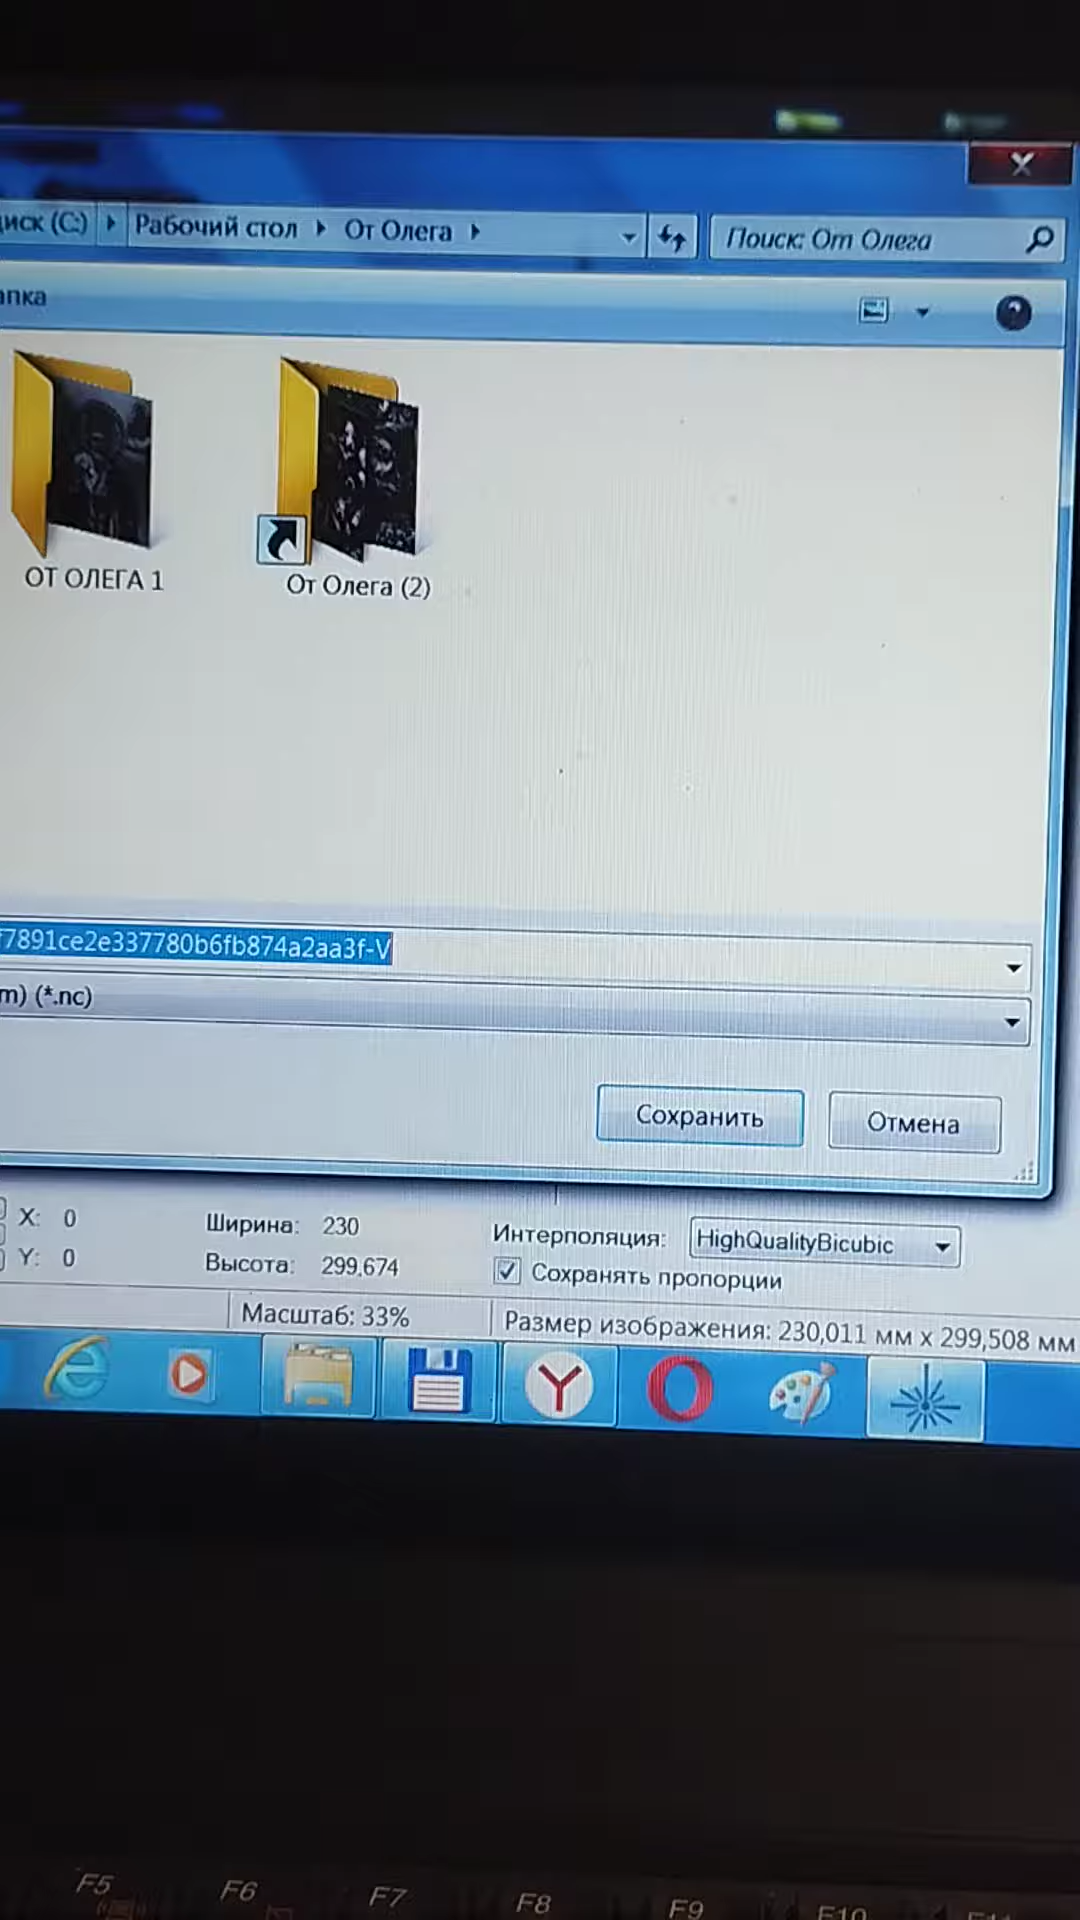 (C:) Рабочий стол От Олега
Поиск: От Олега
ОТ ОЛЕГА 1
От Олега (2)
f7891ce2e337780b6fb874a2aa3f-V
(*.nc)
Сохранить
Отмена
X: 0
Ширина: 230
Интерполяция: HighQualityBicubic
Y: 0
Высота: 299,674
Сохранять пропорции
Масштаб: 33%
Размер изображения: 230,011 мм x 299,508 мм
F5 F6 F7 F8 F9 F10